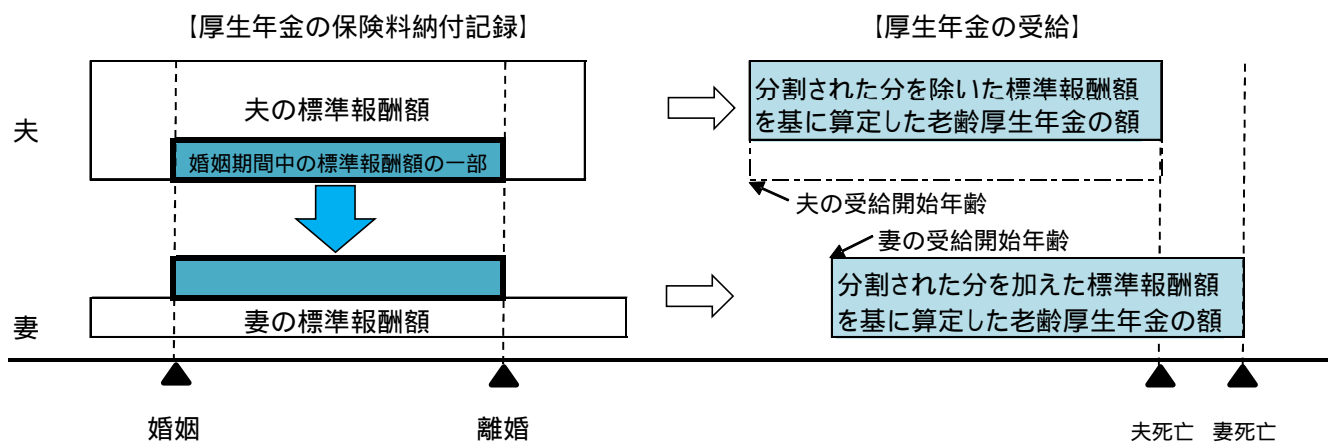 【厚生年金の保険料納付記録】
【厚生年金の受給】
夫
夫の標準報酬額
婚姻期間中の標準報酬額の一部
分割された分を除いた標準報酬額
を基に算定した老齢厚生年金の額
夫の受給開始年齢
妻の受給開始年齢
妻
妻の標準報酬額
分割された分を加えた標準報酬額
を基に算定した老齢厚生年金の額
婚姻
離婚
夫死亡
妻死亡